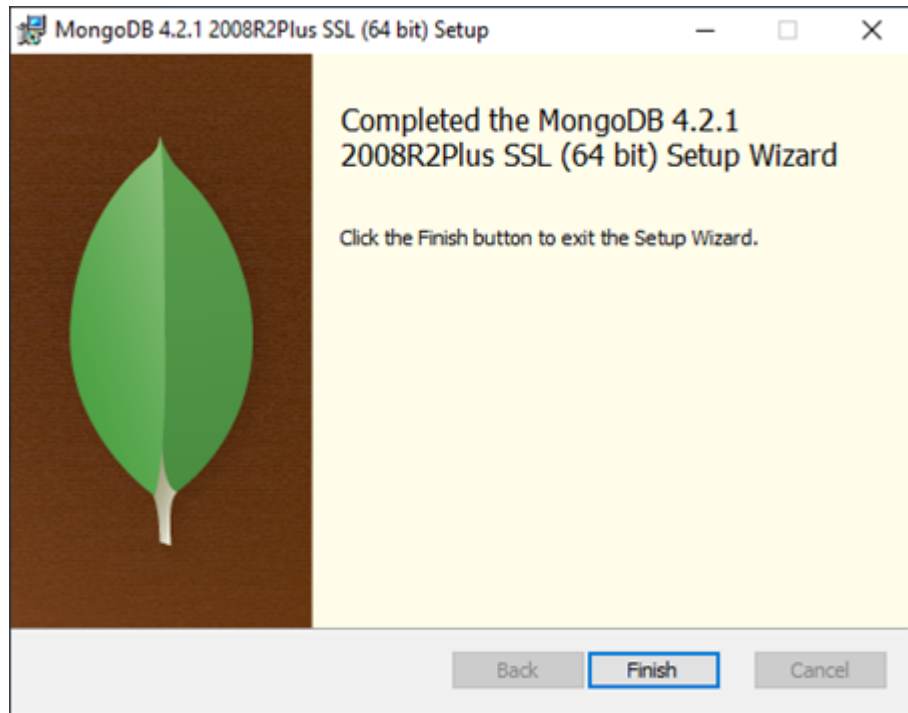 MongoDB 4.2.1 2008R2Plus SSL (64 bit) Setup
Completed the MongoDB 4.2.1
2008R2Plus SSL (64 bit) Setup Wizard
Click the Finish button to exit the Setup Wizard.
Back Finish Cancel